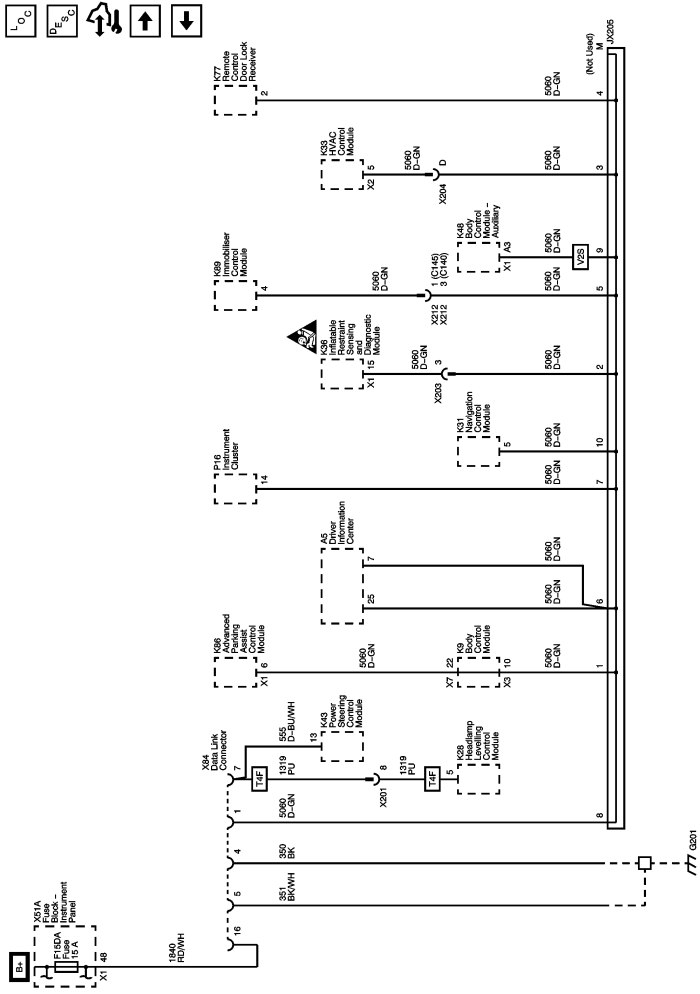 LOC
DESC
K77
Remote
Control
Door Lock
Receiver
2
5060
D–GN
4
(Not Used)
M
JX205
K33
HVAC
Control
Module
5
X2
5060
D–GN
D
X204
5060
D–GN
3
K48
Body
Control
Module –
Auxiliary
A3
X1
5060
D–GN
V2S
9
K89
Immobiliser
Control
Module
4
5060
D–GN
1 (C145)
3 (C140)
X212
X212
5060
D–GN
5
K36
Inflatable
Restraint
Sensing
and
Diagnostic
Module
15
X1
5060
D–GN
3
X203
5060
D–GN
2
K31
Navigation
Control
Module
5
5060
D–GN
10
P16
Instrument
Cluster
14
5060
D–GN
7
A5
Driver
Information
Center
7
25
5060
D–GN
5060
D–GN
6
K86
Advanced
Parking
Assist
Control
Module
6
X1
5060
D–GN
K9
Body
Control
Module
22
X7
10
X3
5060
D–GN
1
X84
Data Link
Connector
7
555
D–BU/WH
13
K43
Power
Steering
Control
Module
T4F
1319
PU
8
X201
1319
PU
T4F
5
K28
Headlamp
Levelling
Control
Module
1
5060
D–GN
8
4
350
BK
5
351
BK/WH
G201
16
1840
RD/WH
X51A
Fuse
Block –
Instrument
Panel
F15DA
Fuse
15 A
B+
48
X1